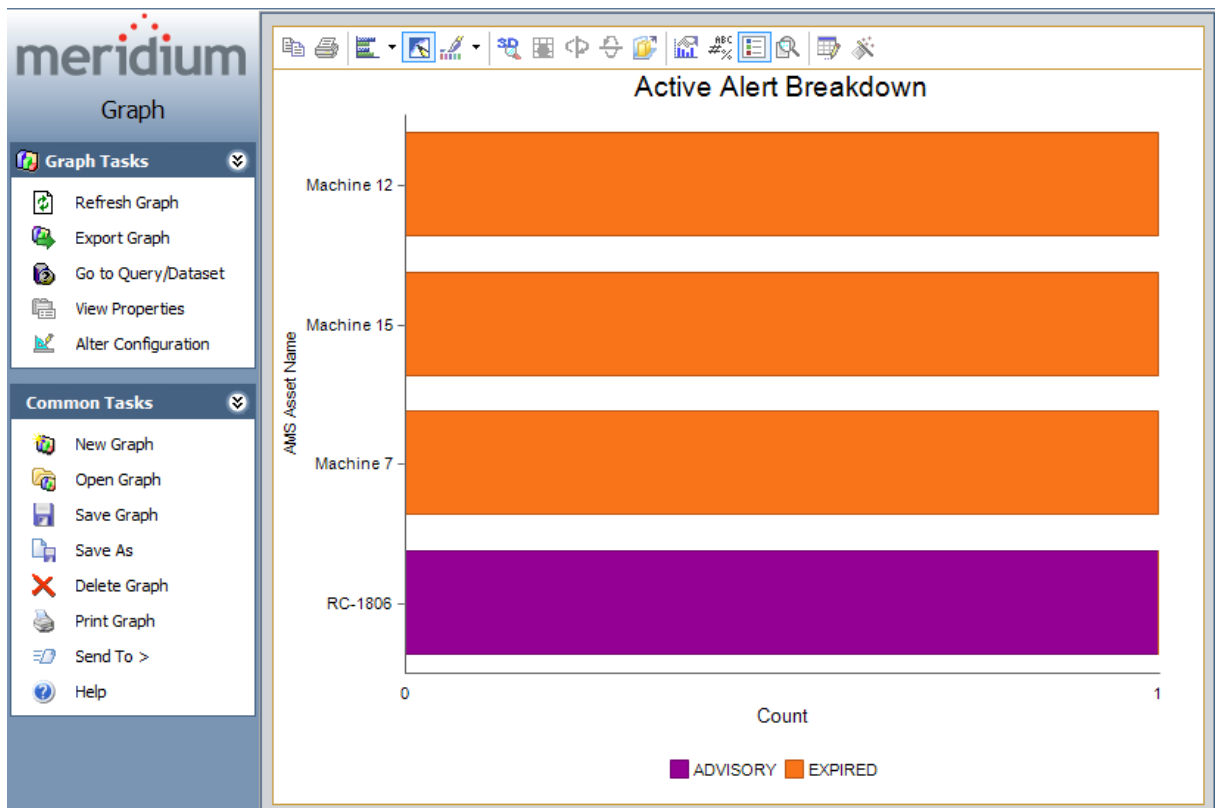 meridium
Graph
Graph Tasks
Refresh Graph
Export Graph
Go to Query/Dataset
View Properties
Alter Configuration
Common Tasks
New Graph
Open Graph
Save Graph
Save As
Delete Graph
Print Graph
Send To >
Help
3D
ABC
#%
Active Alert Breakdown
AMS Asset Name
Machine 12
Machine 15
Machine 7
RC-1806
0
1
Count
ADVISORY
EXPIRED